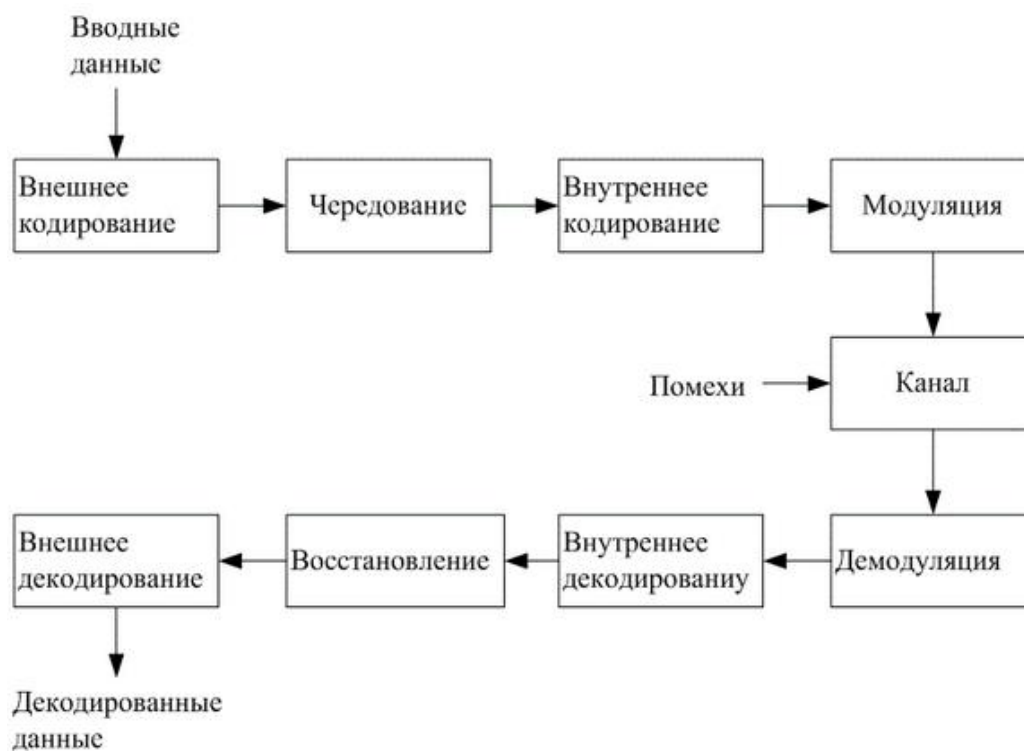 Вводные
данные
Внешнее
кодирование
Чередование
Внутреннее
кодирование
Модуляция
Помехи
Канал
Внешнее
декодирование
Восстановление
Внутреннее
декодированиу
Демодуляция
Декодированные
данные